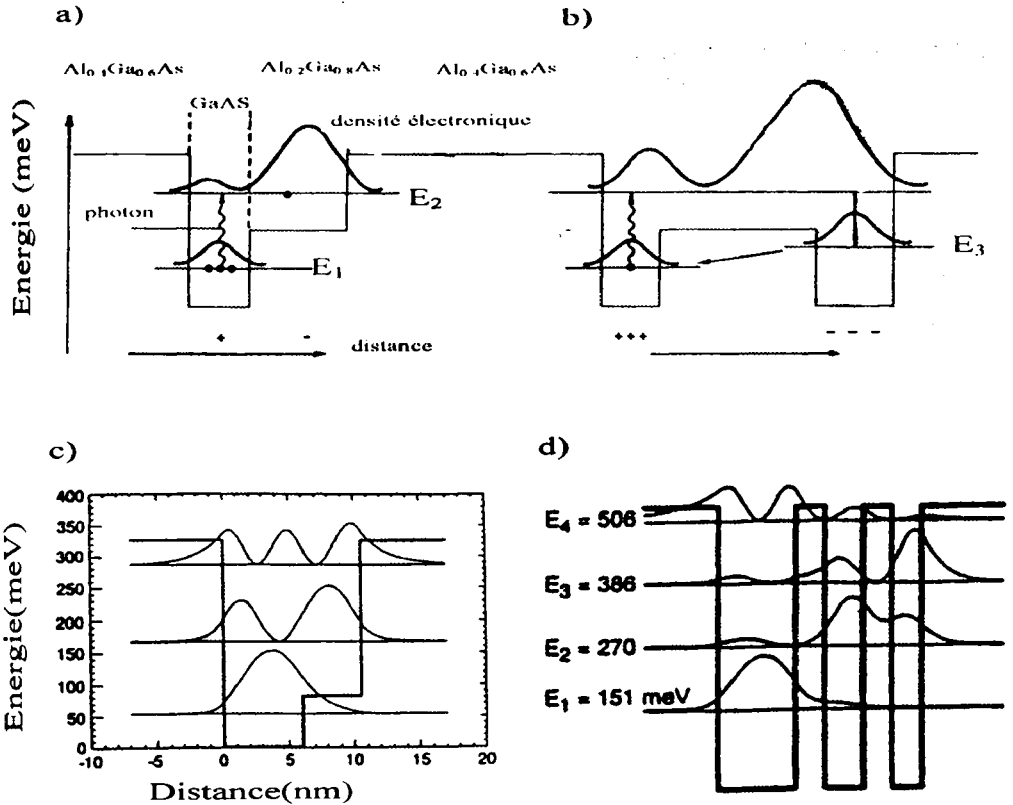 a)
b)
Al0.4Ga0.6As
Al0.2Ga0.8As
Al0.4Ga0.6As
GaAS
densité électronique
Energie (meV)
photon
E2
E1
E3
+
-
+++
- - -
distance
c)
d)
400
350
300
250
200
150
100
50
0
Energie(meV)
-10
-5
0
5
10
15
20
Distance(nm)
E4 = 506
E3 = 386
E2 = 270
E1 = 151 meV